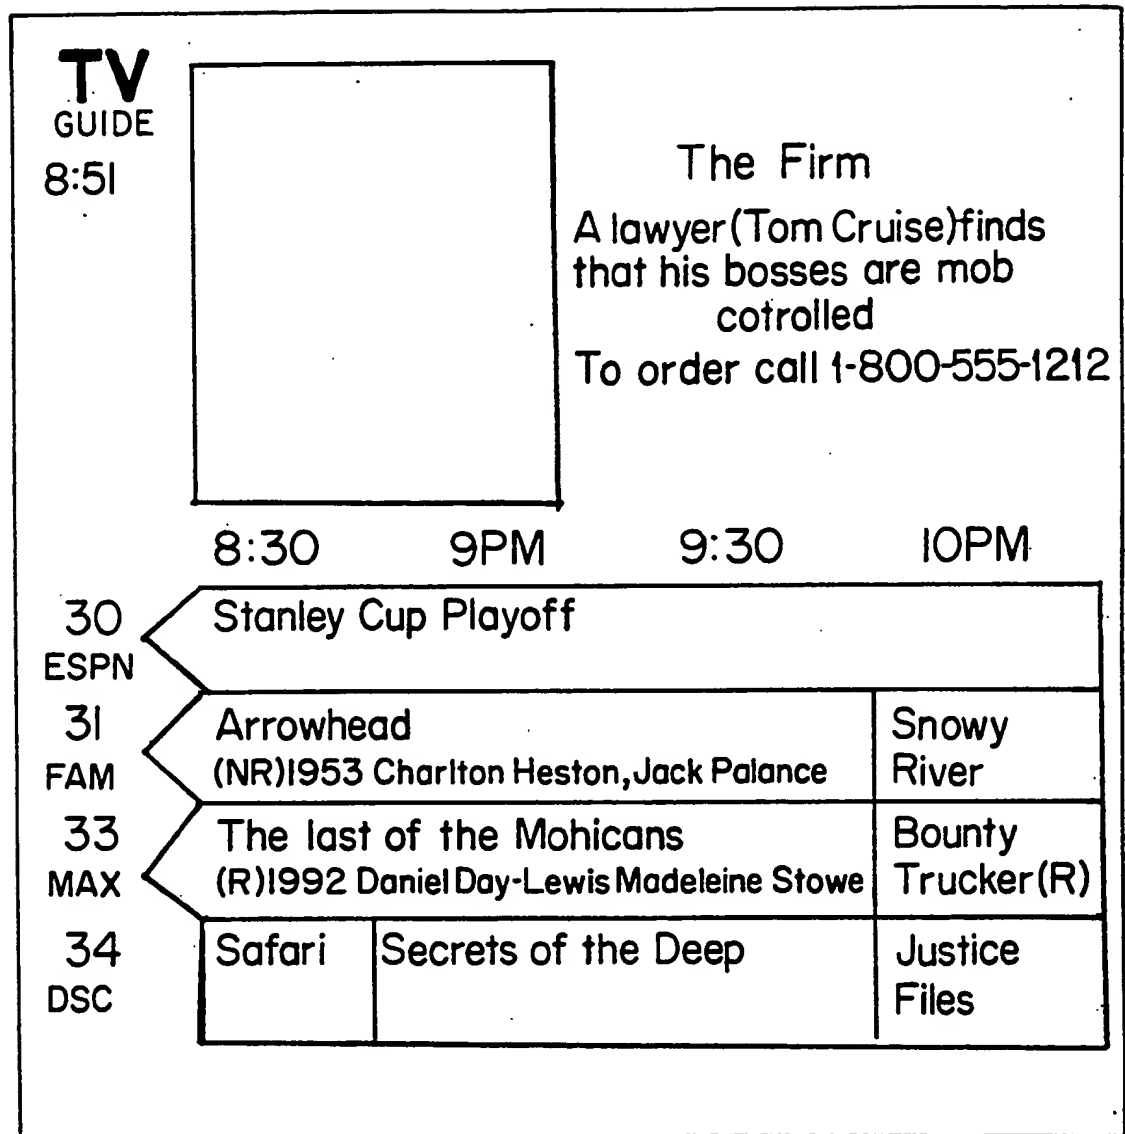 TV
GUIDE
8:51
The Firm
A lawyer(Tom Cruise)finds
that his bosses are mob
cotrolled
To order call 1-800-555-1212
8:30 9PM 9:30 10PM
30 Stanley Cup Playoff
ESPN
31 Arrowhead Snowy
FAM (NR)1953 Charlton Heston,Jack Palance River
33 The last of the Mohicans Bounty
MAX (R)1992 Daniel Day-Lewis Madeleine Stowe Trucker(R)
34 Safari Secrets of the Deep Justice
DSC Files